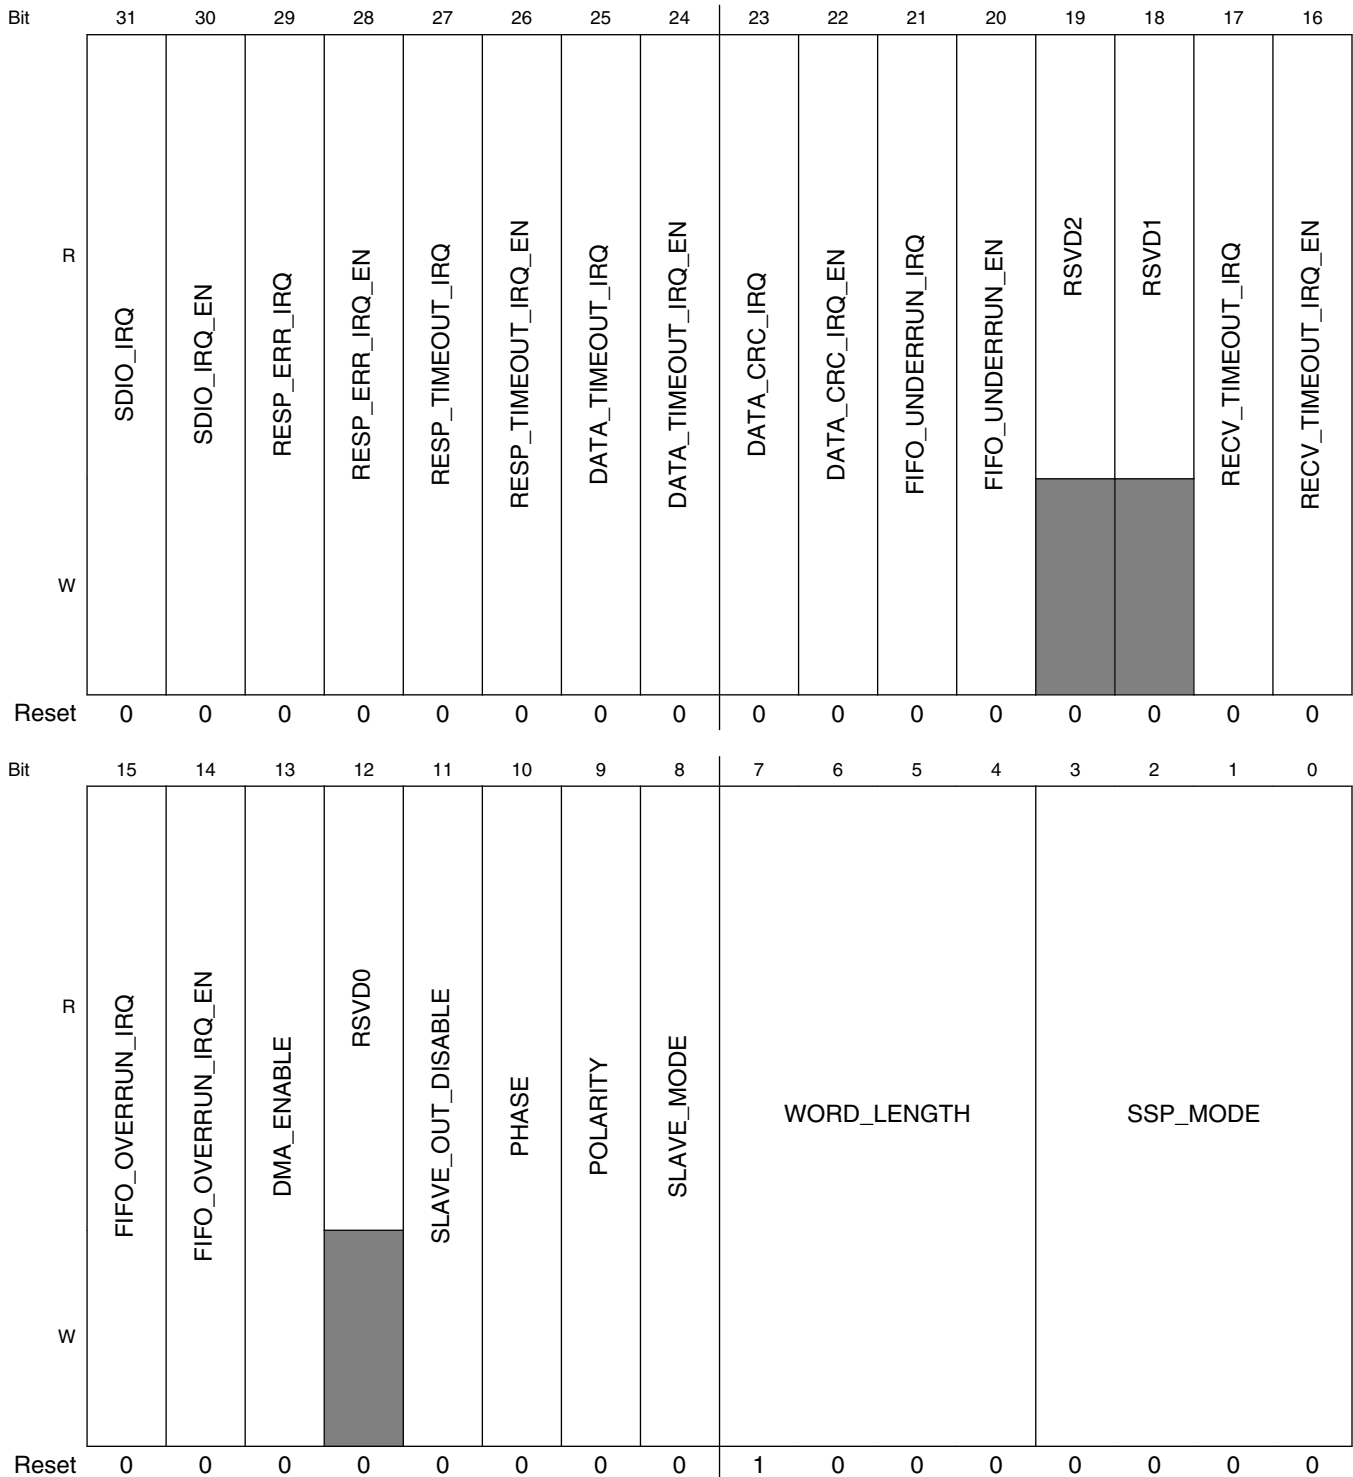 Bit 31 30 29 28 27 26 25 24 23 22 21 20 19 18 17 16
R
W
SDIO_IRQ
SDIO_IRQ_EN
RESP_ERR_IRQ
RESP_ERR_IRQ_EN
RESP_TIMEOUT_IRQ
RESP_TIMEOUT_IRQ_EN
DATA_TIMEOUT_IRQ
DATA_TIMEOUT_IRQ_EN
DATA_CRC_IRQ
DATA_CRC_IRQ_EN
FIFO_UNDERRUN_IRQ
FIFO_UNDERRUN_EN
RSVD2
RSVD1
RECV_TIMEOUT_IRQ
RECV_TIMEOUT_IRQ_EN
Reset 0 0 0 0 0 0 0 0 0 0 0 0 0 0 0 0
Bit 15 14 13 12 11 10 9 8 7 6 5 4 3 2 1 0
R
W
FIFO_OVERRUN_IRQ
FIFO_OVERRUN_IRQ_EN
DMA_ENABLE
RSVD0
SLAVE_OUT_DISABLE
PHASE
POLARITY
SLAVE_MODE
WORD_LENGTH
SSP_MODE
Reset 0 0 0 0 0 0 0 0 1 0 0 0 0 0 0 0